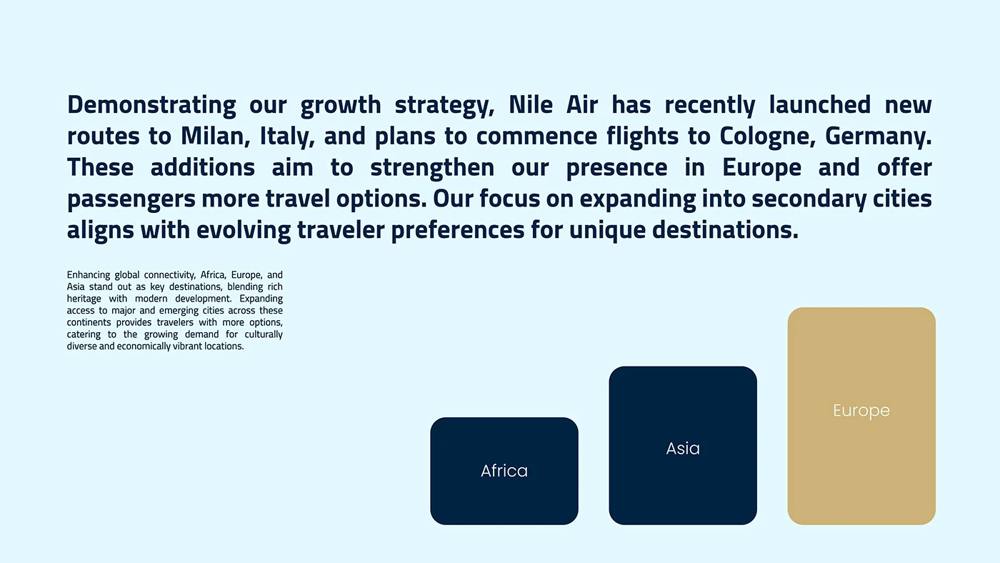 Demonstrating our growth strategy, Nile Air has recently launched new
routes to Milan, Italy, and plans to commence flights to Cologne, Germany.
These additions aim to strengthen our presence in Europe and offer
passengers more travel options. Our focus on expanding into secondary cities
aligns with evolving traveler preferences for unique destinations.
Enhancing global connectivity, Africa, Europe, and
Asia stand out as key destinations, blending rich
heritage with modern development. Expanding
access to major and emerging cities across these
continents provides travelers with more options,
catering to the growing demand for culturally
diverse and economically vibrant locations.
Africa
Asia
Europe